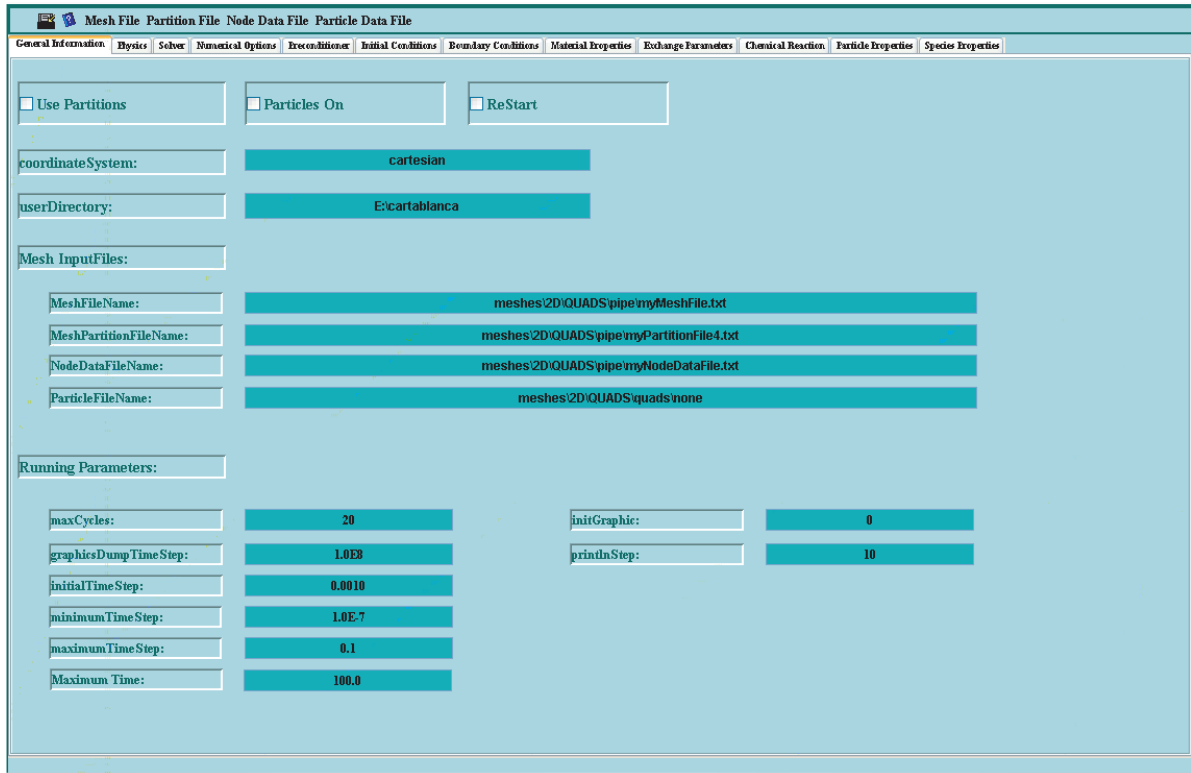 Mesh File Partition File Node Data File Particle Data File
General Information Physics Solver Numerical Options Preconditioner Initial Conditions Boundary Conditions Material Properties Exchange Parameters Chemical Reaction Particle Properties Species Properties
Use Partitions Particles On ReStart
coordinateSystem: cartesian
userDirectory: E:\cartablanca
Mesh InputFiles:
MeshFileName: meshes\2D\QUADS\pipe\myMeshFile.txt
MeshPartitionFileName: meshes\2D\QUADS\pipe\myPartitionFile4.txt
NodeDataFileName: meshes\2D\QUADS\pipe\myNodeDataFile.txt
ParticleFileName: meshes\2D\QUADS\quads\none
Running Parameters:
maxCycles: 20 initGraphic: 0
graphicsDumpTimeStep: 1.0E8 printlnStep: 10
initialTimeStep: 0.0010
minimumTimeStep: 1.0E-7
maximumTimeStep: 0.1
Maximum Time: 100.0